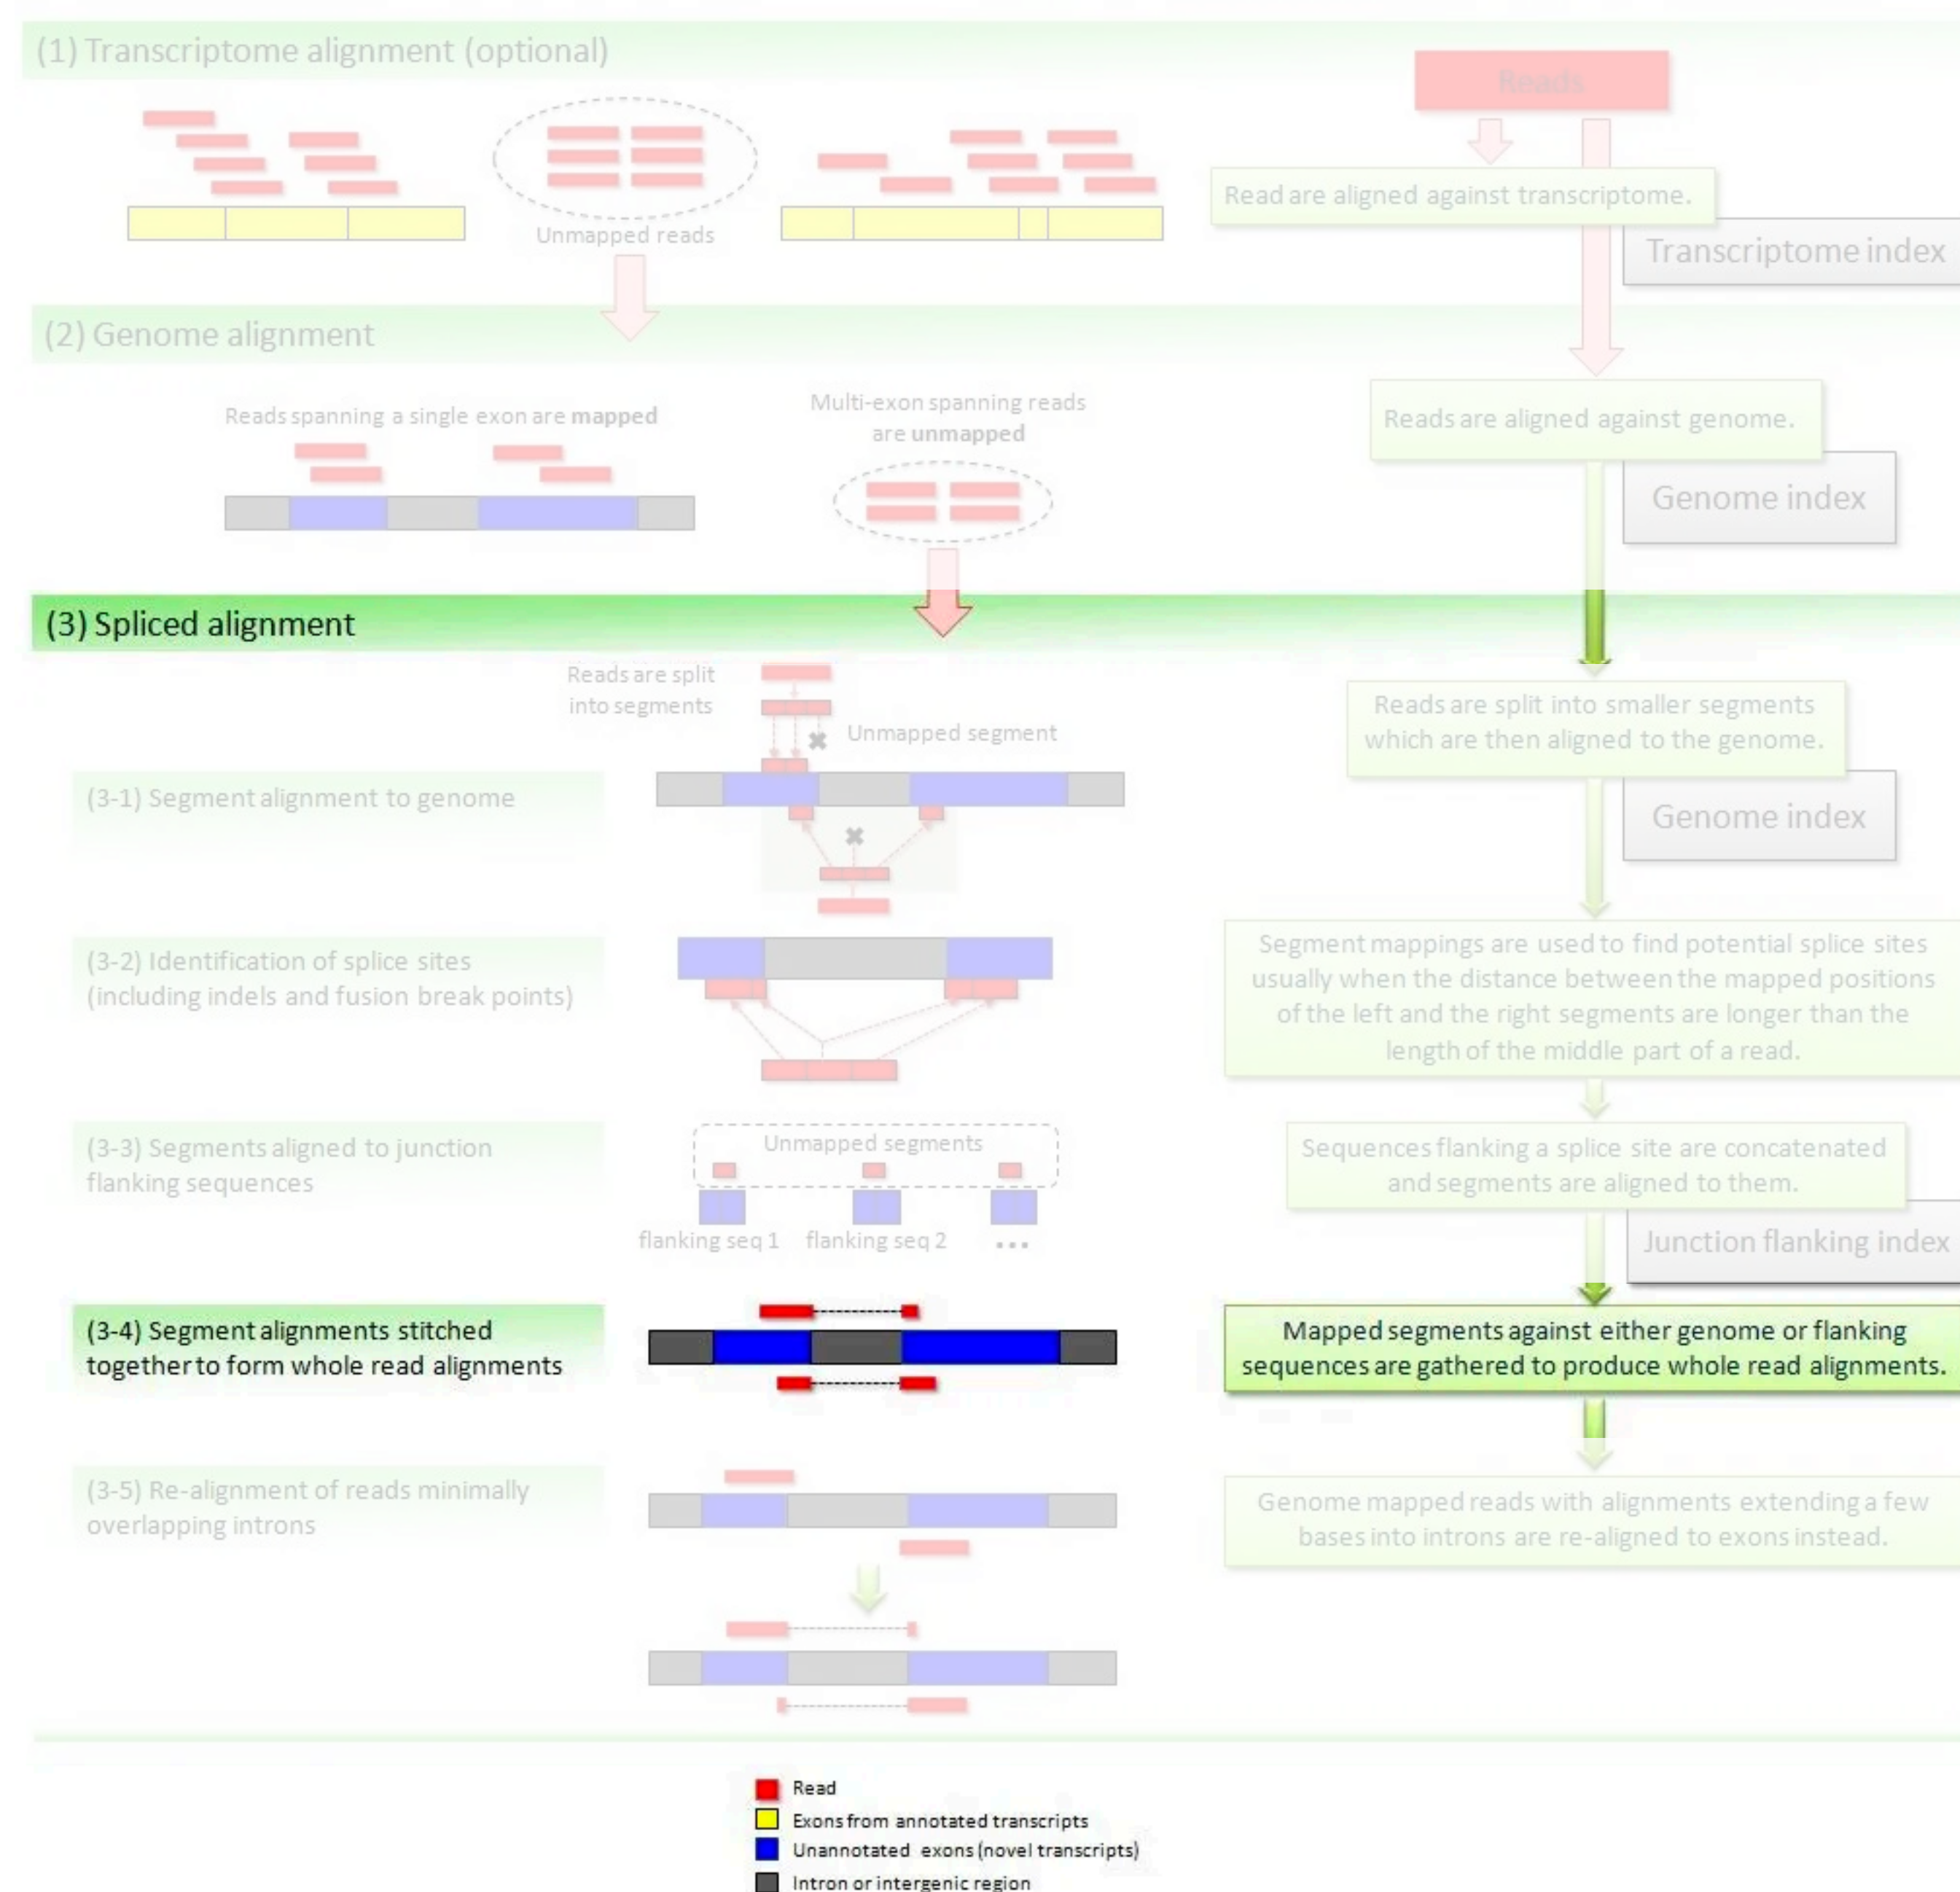 (1) Transcriptome alignment (optional)
Reads
Unmapped reads
Read are aligned against transcriptome.
Transcriptome index
(2) Genome alignment
Reads spanning a single exon are mapped
Multi-exon spanning reads
are unmapped
Reads are aligned against genome.
Genome index
(3) Spliced alignment
Reads are split
into segments
Unmapped segment
Reads are split into smaller segments
which are then aligned to the genome.
(3-1) Segment alignment to genome
Genome index
(3-2) Identification of splice sites
(including indels and fusion break points)
Segment mappings are used to find potential splice sites
usually when the distance between the mapped positions
of the left and the right segments are longer than the
length of the middle part of a read.
(3-3) Segments aligned to junction
flanking sequences
Unmapped segments
flanking seq 1
flanking seq 2
...
Sequences flanking a splice site are concatenated
and segments are aligned to them.
Junction flanking index
(3-4) Segment alignments stitched
together to form whole read alignments
Mapped segments against either genome or flanking
sequences are gathered to produce whole read alignments.
(3-5) Re-alignment of reads minimally
overlapping introns
Genome mapped reads with alignments extending a few
bases into introns are re-aligned to exons instead.
Read
Exons from annotated transcripts
Unannotated exons (novel transcripts)
Intron or intergenic region